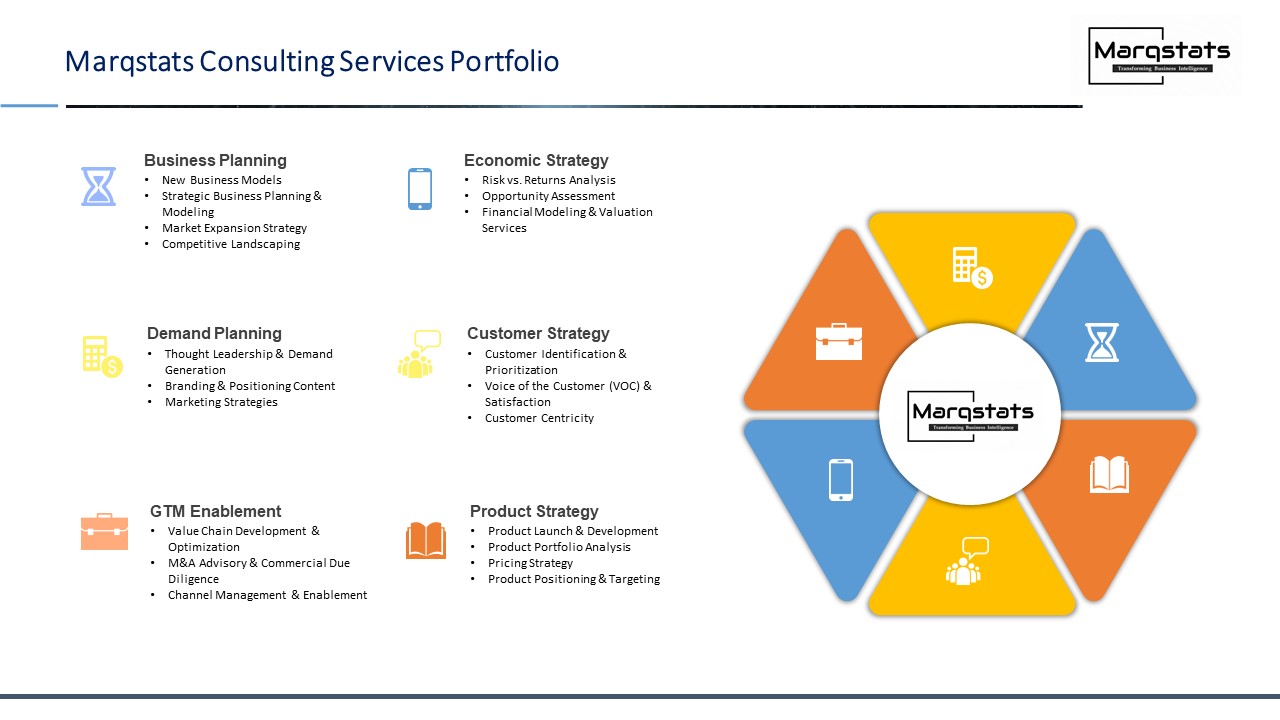 Marqstats Consulting Services Portfolio
Marqstats
Transforming Business Intelligence
Business Planning
• New Business Models
• Strategic Business Planning &
Modeling
• Market Expansion Strategy
• Competitive Landscaping
Economic Strategy
• Risk vs. Returns Analysis
• Opportunity Assessment
• Financial Modeling & Valuation
Services
Demand Planning
• Thought Leadership & Demand
Generation
• Branding & Positioning Content
• Marketing Strategies
Customer Strategy
• Customer Identification &
Prioritization
• Voice of the Customer (VOC) &
Satisfaction
• Customer Centricity
GTM Enablement
• Value Chain Development &
Optimization
• M&A Advisory & Commercial Due
Diligence
• Channel Management & Enablement
Product Strategy
• Product Launch & Development
• Product Portfolio Analysis
• Pricing Strategy
• Product Positioning & Targeting
$
$
Marqstats
Transforming Business Intelligence